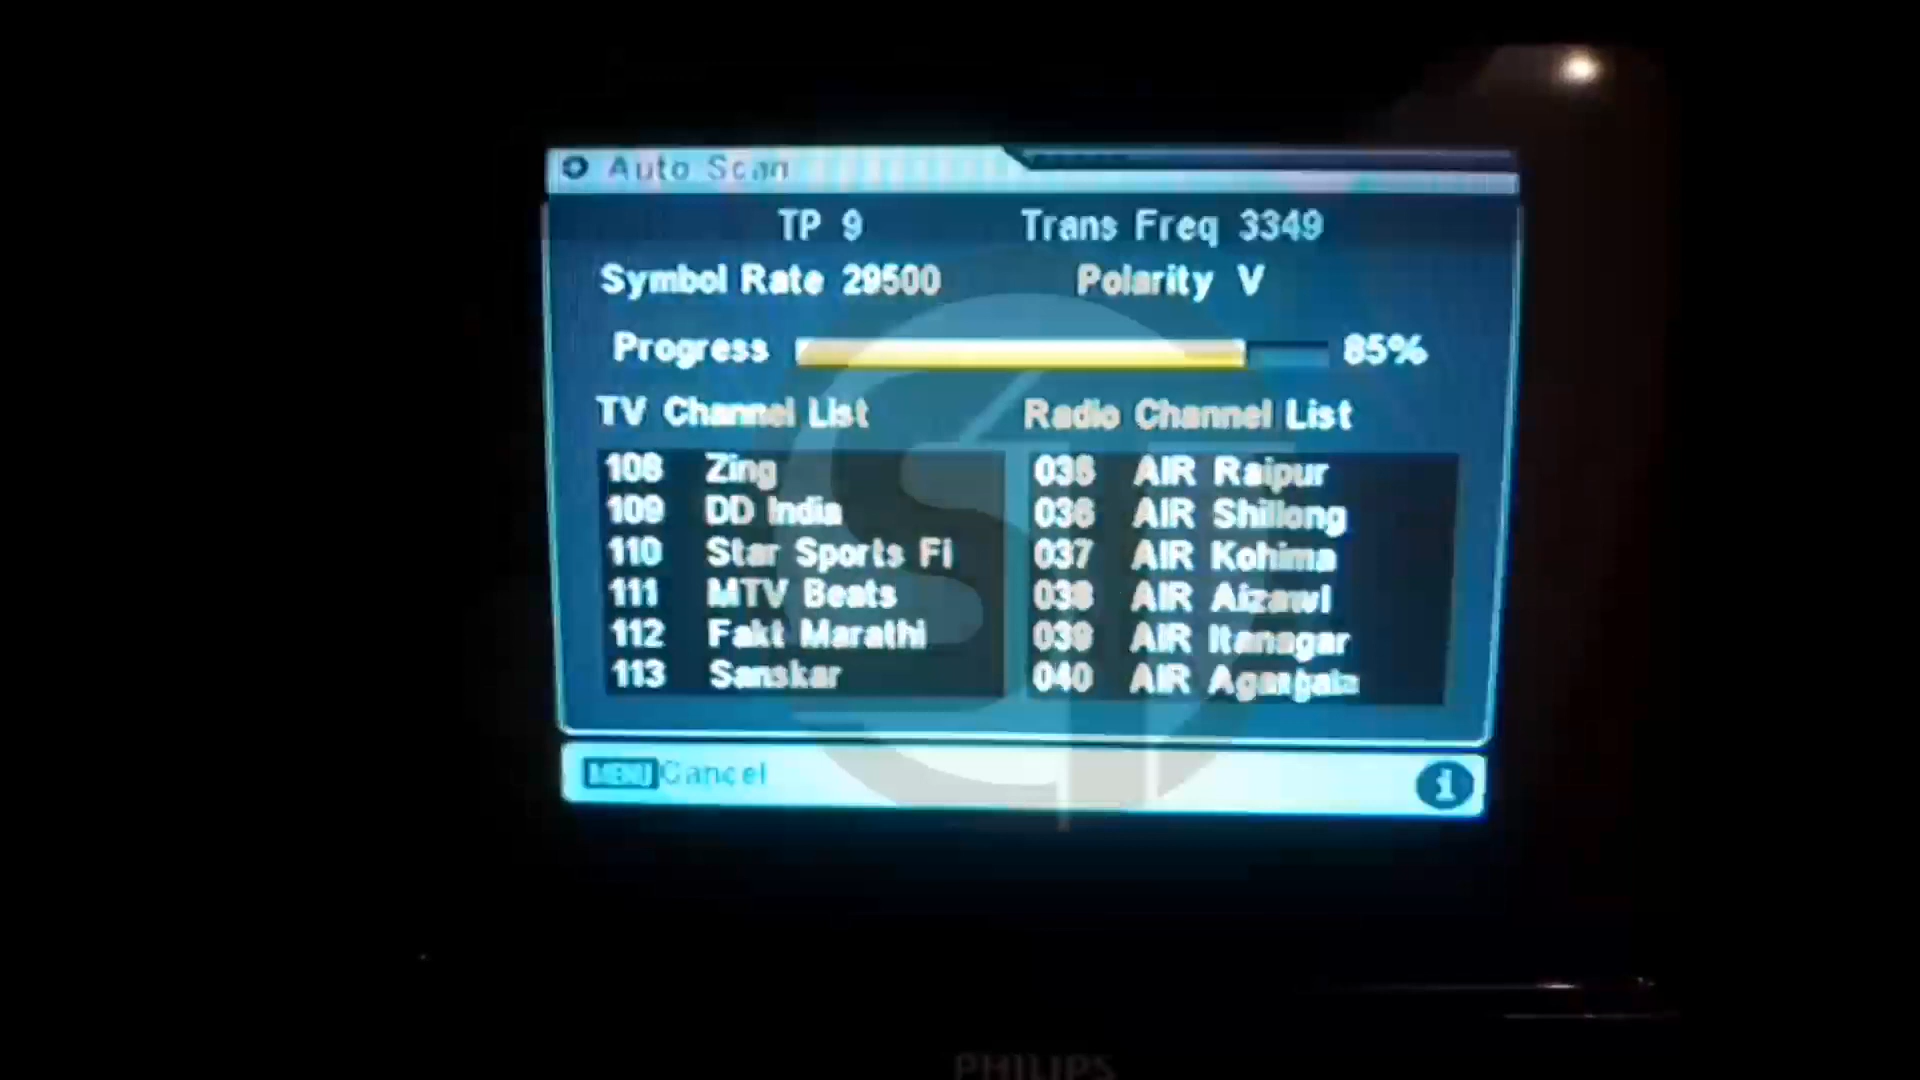 Auto Scan
TP 9 Trans Freq 3349
Symbol Rate 29500 Polarity V
Progress 85%
TV Channel List Radio Channel List
108 Zing 035 AIR Raipur
109 DD India 036 AIR Shillong
110 Star Sports Fi 037 AIR Kohima
111 MTV Beats 038 AIR Aizawl
112 Fakt Marathi 039 AIR Itanagar
113 Sanskar 040 AIR
MENU Cancel i
PHILIPS